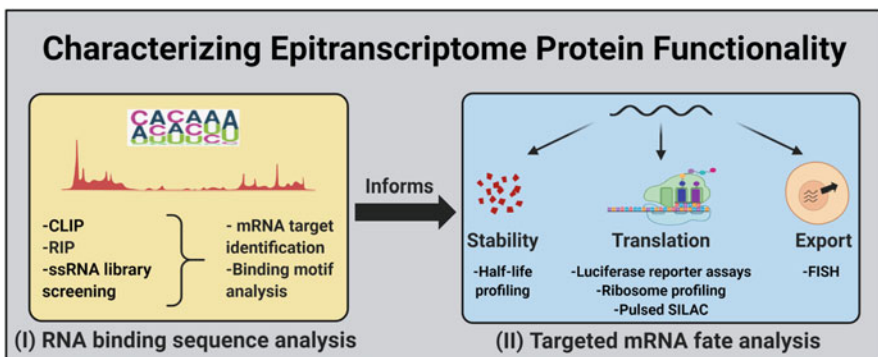 Characterizing Epitranscriptome Protein Functionality
CACAAA
ACACUU
Informs
-CLIP
-RIP
-ssRNA library
screening
- mRNA target
identification
-Binding motif
analysis
Stability
-Half-life
profiling
Translation
-Luciferase reporter assays
-Ribosome profiling
-Pulsed SILAC
Export
-FISH
(I) RNA binding sequence analysis
(II) Targeted mRNA fate analysis